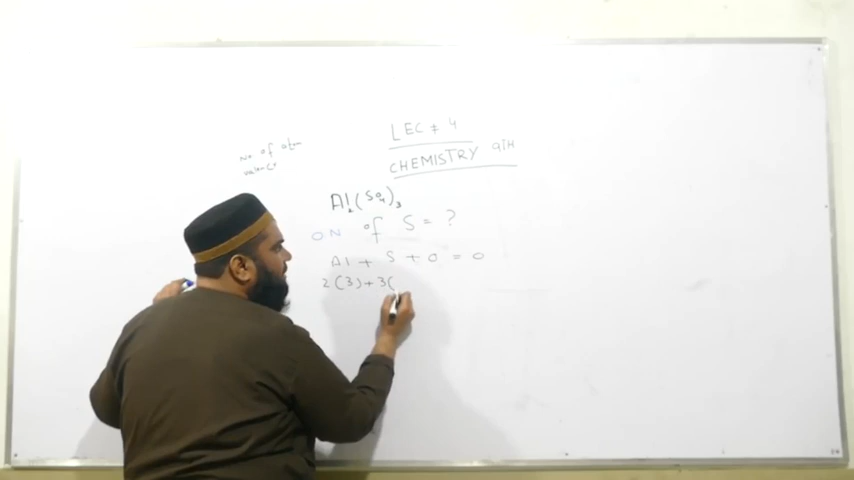 LEC # 4
CHEMISTRY 9TH
No of atom
valency
Al₂(SO₄)₃
ON of S = ?
Al + S + O = 0
2(3)+3(